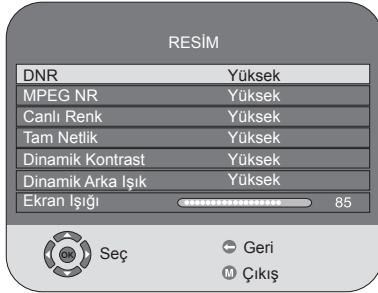 RESİM
DNR Yüksek
MPEG NR Yüksek
Canlı Renk Yüksek
Tam Netlik Yüksek
Dinamik Kontrast Yüksek
Dinamik Arka Işık Yüksek
Ekran Işığı 85
OK Seç
Geri
M Çıkış